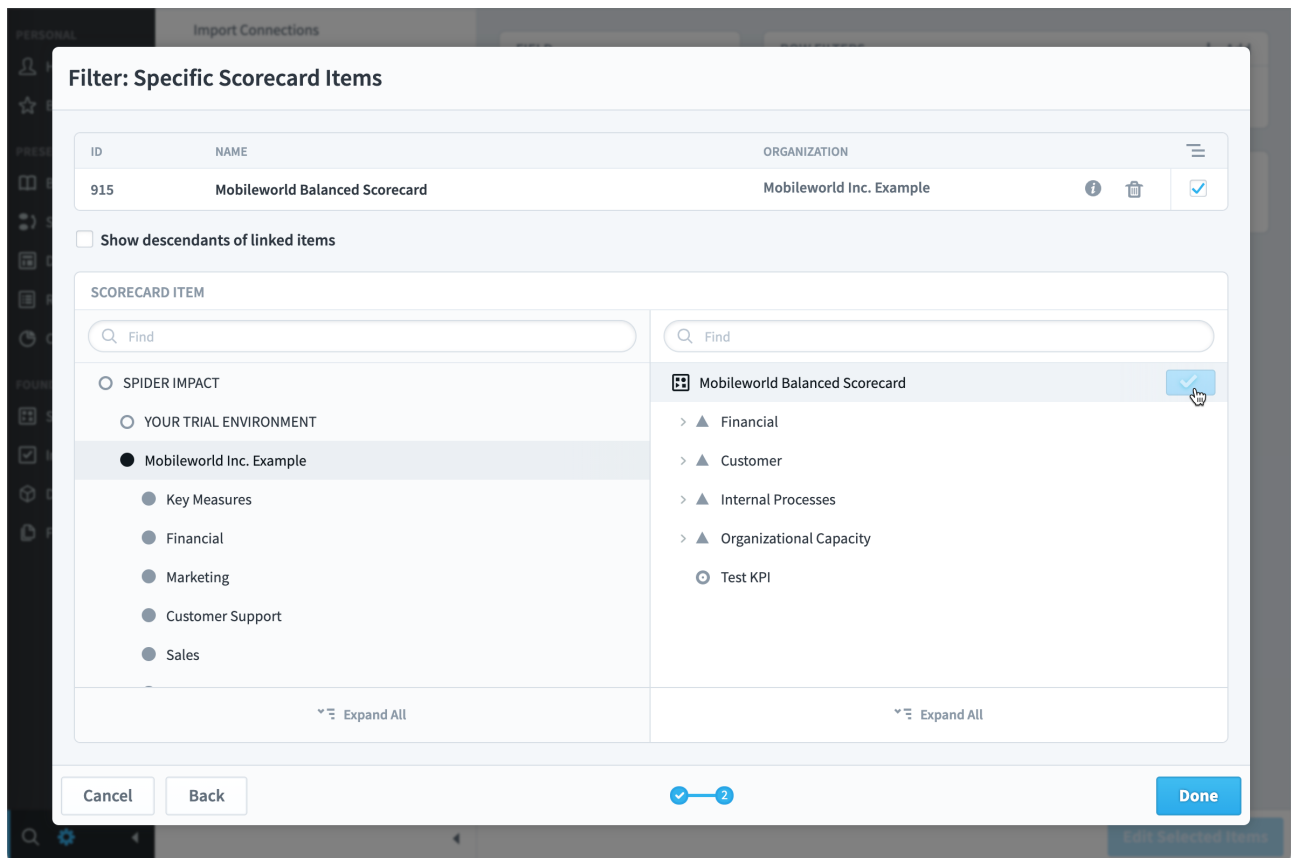 PERSONAL
Import Connections
Filter: Specific Scorecard Items
ID NAME ORGANIZATION
915 Mobileworld Balanced Scorecard Mobileworld Inc. Example
Show descendants of linked items
SCORECARD ITEM
Find Find
SPIDER IMPACT
Mobileworld Balanced Scorecard
YOUR TRIAL ENVIRONMENT
Financial
Mobileworld Inc. Example
Customer
Key Measures
Internal Processes
Financial
Organizational Capacity
Marketing
Test KPI
Customer Support
Sales
Expand All Expand All
Cancel Back 2 Done
Edit Selected Items